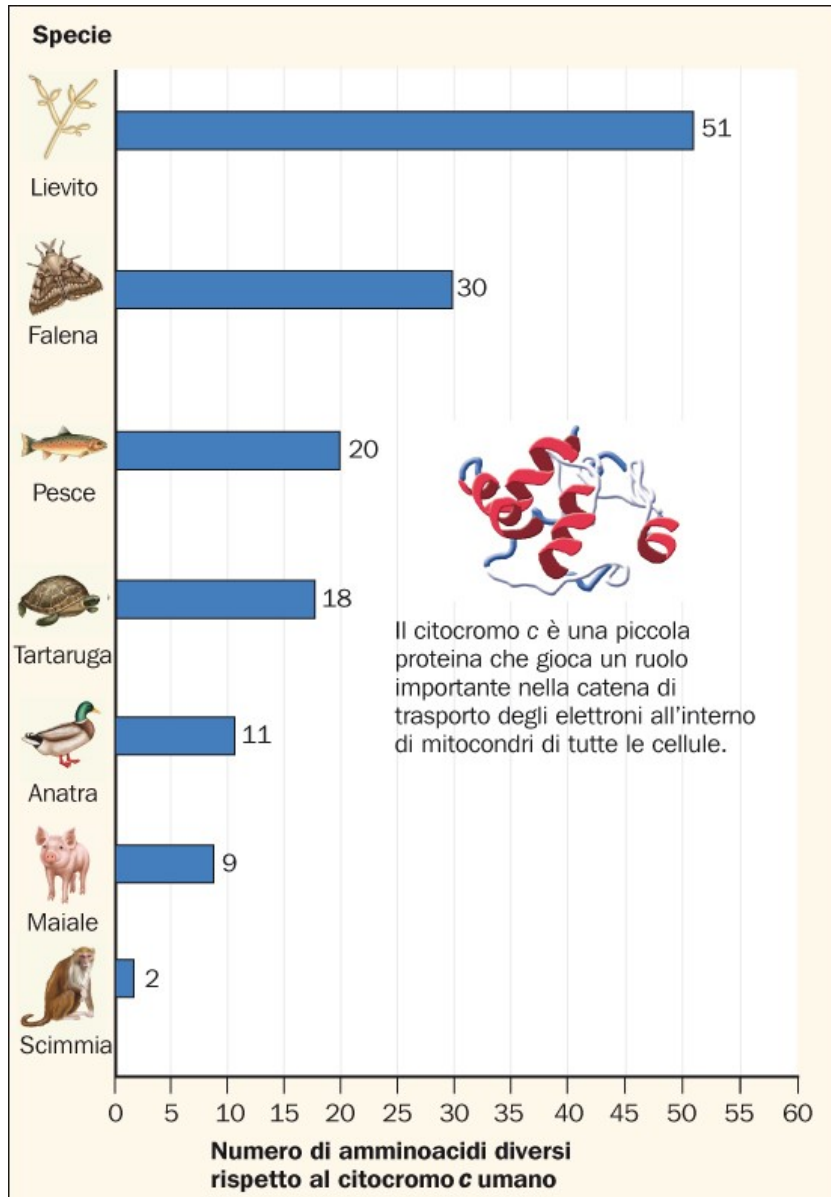 Specie
51
Lievito
30
Falena
20
Pesce
18
Tartaruga
Il citocromo c è una piccola
proteina che gioca un ruolo
importante nella catena di
trasporto degli elettroni all'interno
di mitocondri di tutte le cellule.
11
Anatra
9
Maiale
2
Scimmia
0 5 10 20 25 30 35 40 45 50 55 60
Numero di amminoacidi diversi
rispetto al citocromo c umano